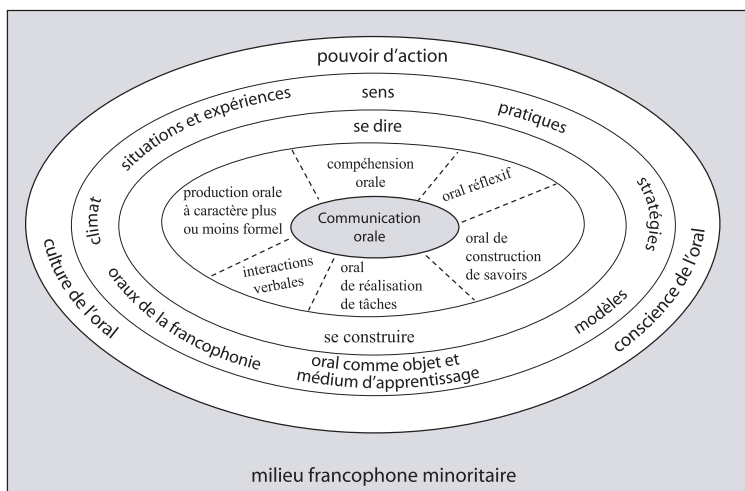 pouvoir d'action
situations et expériences
sens
pratiques
se dire
compéhension
orale
production orale
à caractère plus
ou moins formel
oral réflexif
climat
stratégies
Communication
orale
oral de
construction
de savoirs
interactions
verbales
oral
de réalisation
de tâches
culture de l'oral
oraux de la francophonie
modèles
conscience de l'oral
se construire
oral comme objet et
médium d'apprentissage
milieu francophone minoritaire